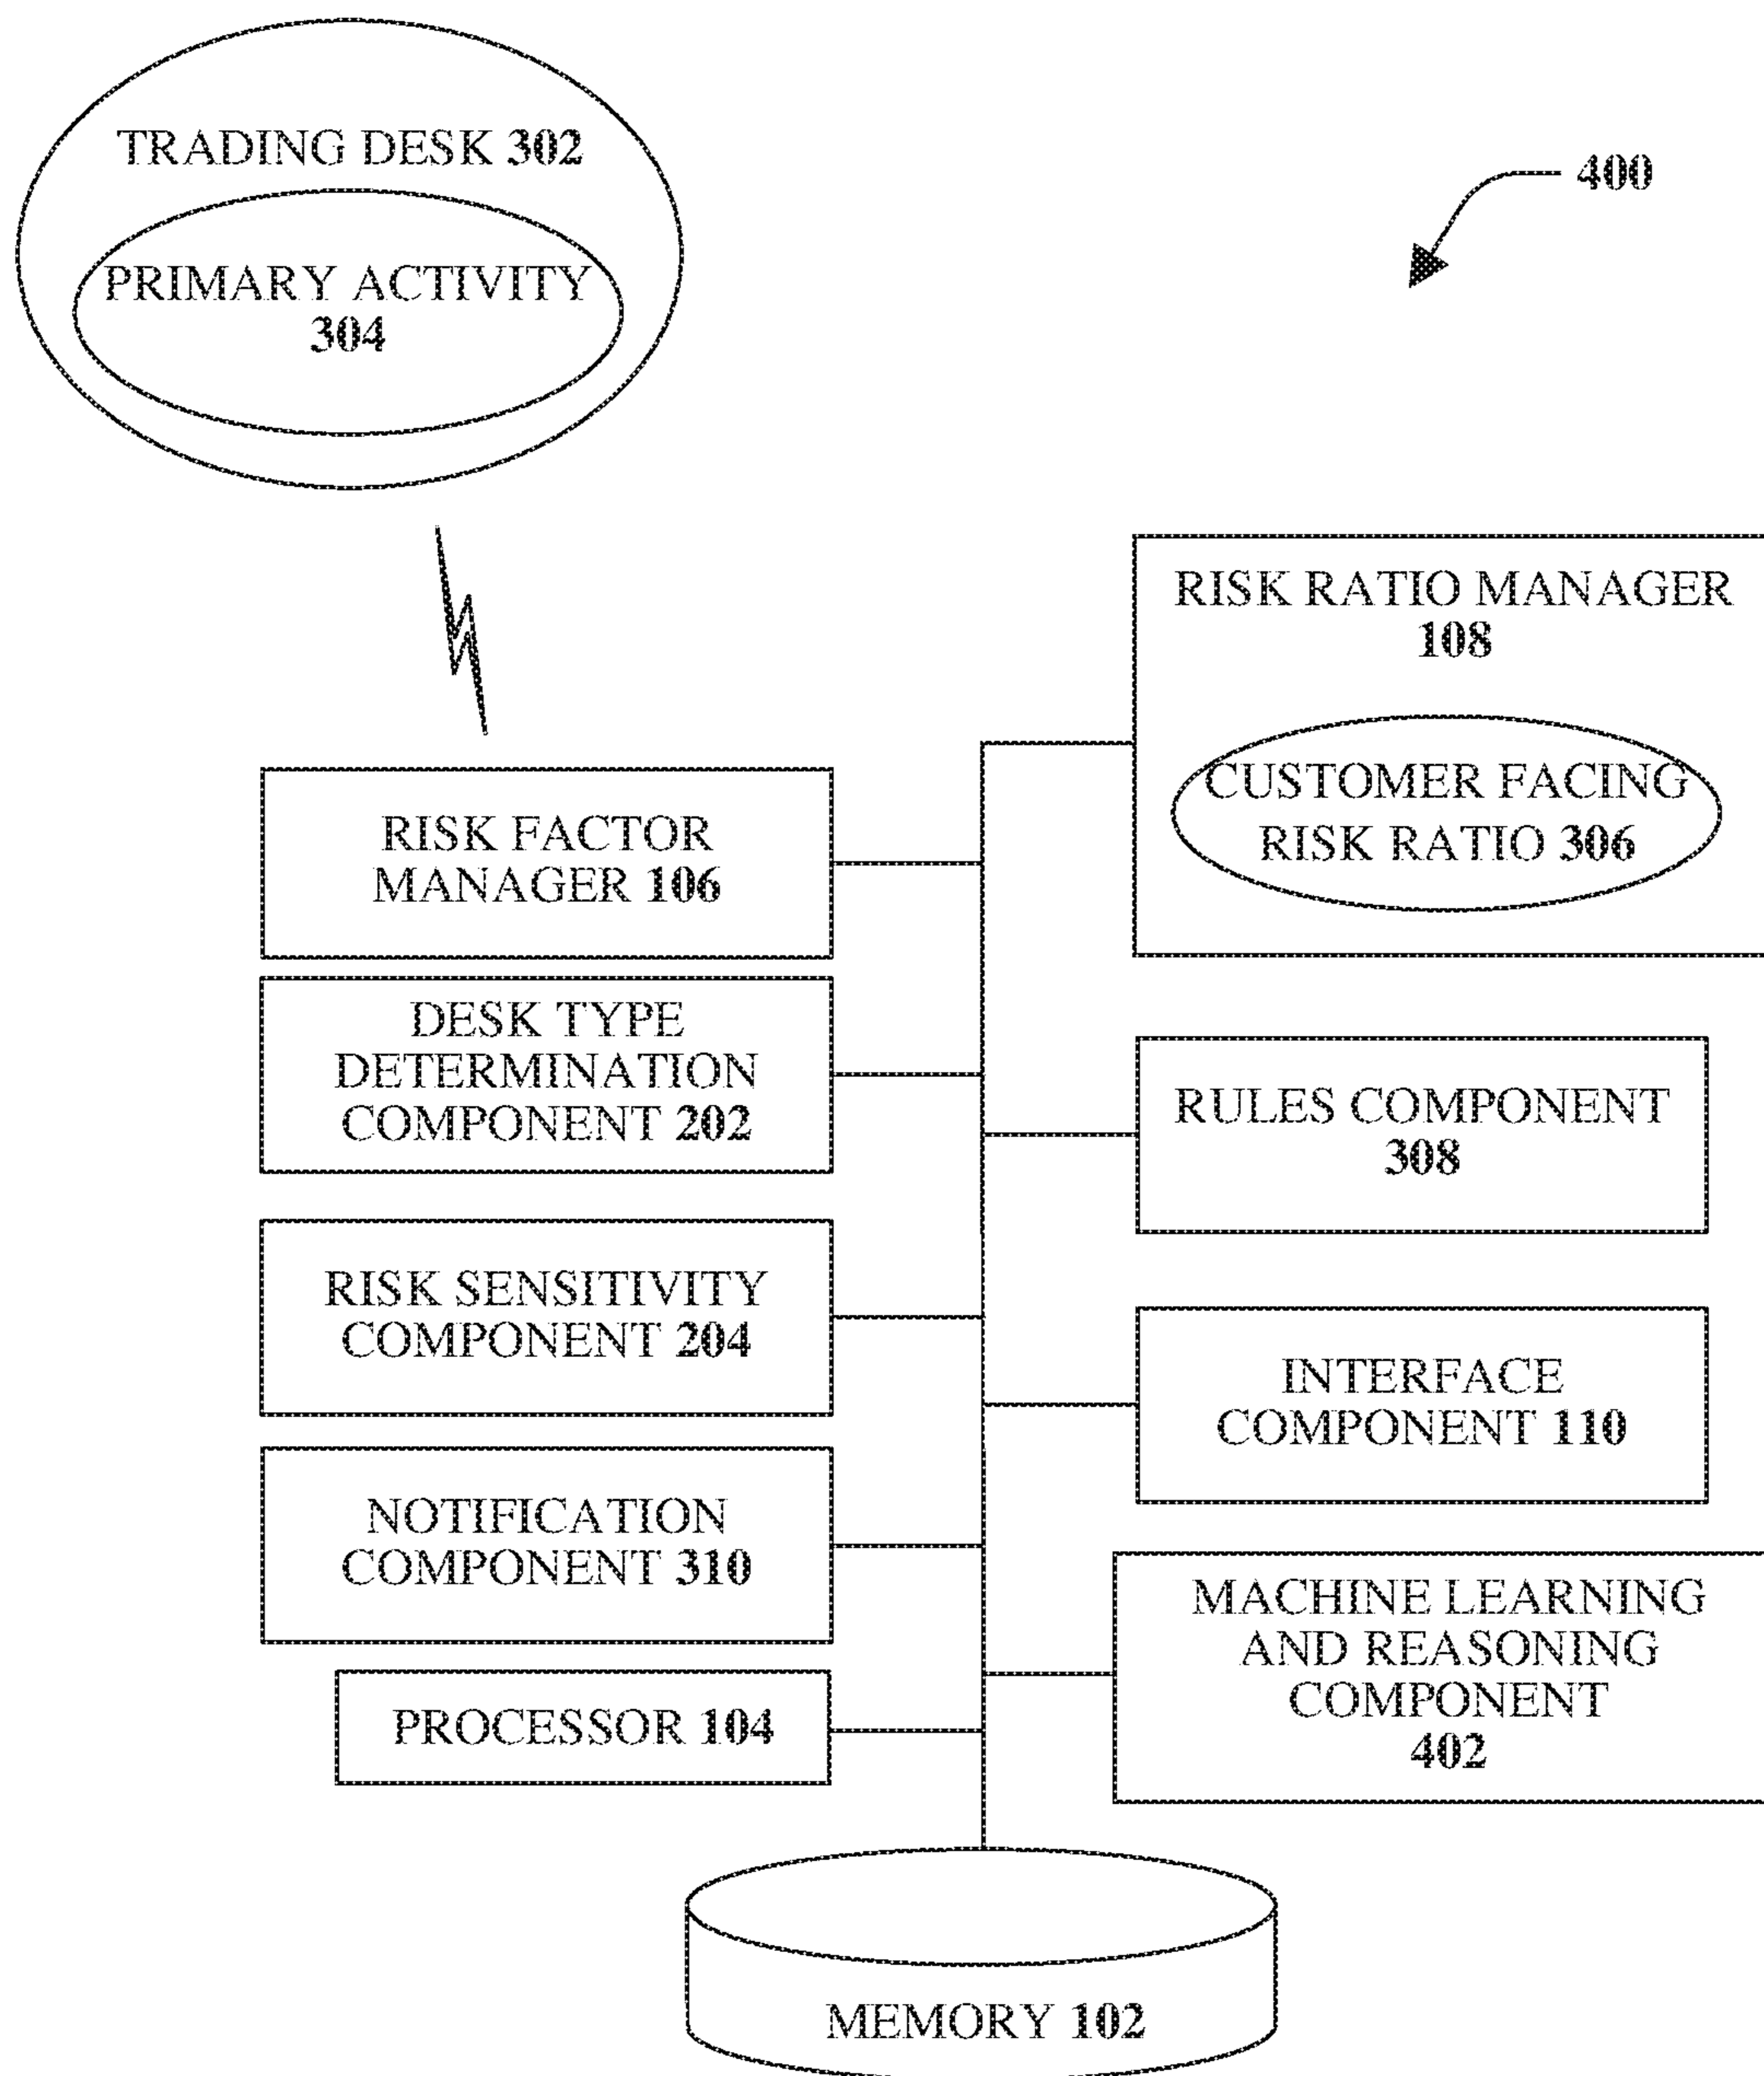 TRADING DESK 302
PRIMARY ACTIVITY
304
400
RISK RATIO MANAGER
108
CUSTOMER FACING
RISK RATIO 306
RISK FACTOR
MANAGER 106
DESK TYPE
DETERMINATION
COMPONENT 202
RULES COMPONENT
308
RISK SENSITIVITY
COMPONENT 204
INTERFACE
COMPONENT 110
NOTIFICATION
COMPONENT 310
MACHINE LEARNING
AND REASONING
COMPONENT
402
PROCESSOR 104
MEMORY 102